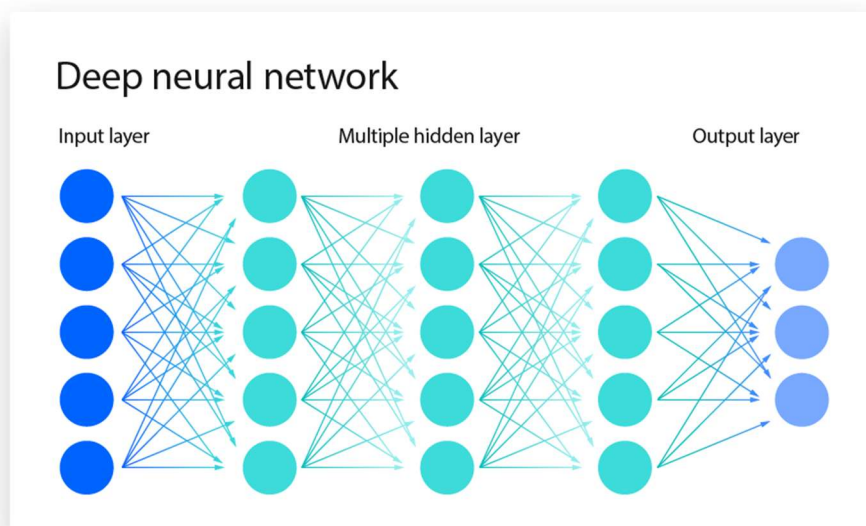 Deep neural network
Input layer
Multiple hidden layer
Output layer